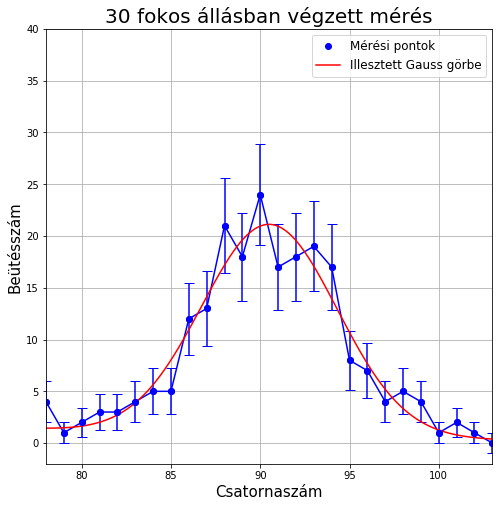 30 fokos állásban végzett mérés
Mérési pontok
Illesztett Gauss görbe
40
35
30
25
20
15
10
5
0
Beütésszám
80 85 90 95 100
Csatornaszám